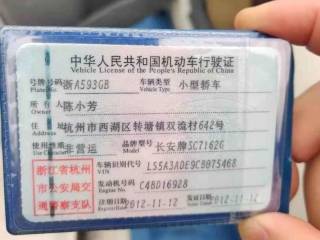 中华人民共和国机动车行驶证
Vehicle License of the People's Republic of China
号牌号码 浙A593GB 车辆类型 小型轿车
Plate No. Vehicle Type
所有人 陈小芳
住址 杭州市西湖区转塘镇双流村642号
使用性质 非营运 品牌型号 长安牌SC7162G
Model
浙江省杭州市公安局交通警察支队
车辆识别代号 LS5A3ADE9CB075468
VIN
发动机号码 C4BD16928
Engine No.
注册日期 2012-11-12 发证日期 2012-11-12
Register Date Issue Date